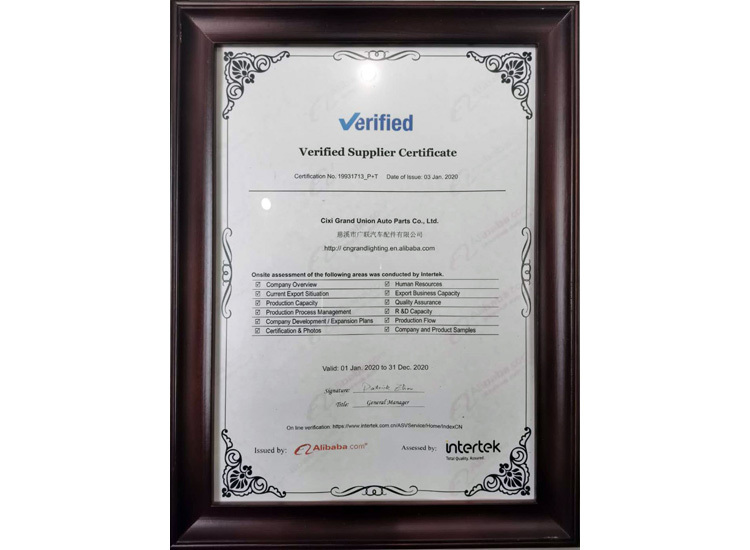 Verified
Verified Supplier Certificate
Certification No. 19931713_P+T Date of Issue: 03 Jan. 2020
Cixi Grand Union Auto Parts Co., Ltd.
慈溪市广联汽车配件有限公司
http:// cngrandlighting.en.alibaba.com
Onsite assessment of the following areas was conducted by Intertek.
Company Overview Human Resources
Current Export Situation Export Business Capacity
Production Capacity Quality Assurance
Production Process Management R &D Capacity
Company Development / Expansion Plans Production Flow
Certification & Photos Company and Product Samples
Valid: 01 Jan. 2020 to 31 Dec. 2020
Signature: Patrick Zhou
Title: General Manager
On line verification: https://www.intertek.com.cn/ASI/Service/Home/IndexCN
Issued by: Alibaba.com Assessed by: intertek
Total Quality. Assured.